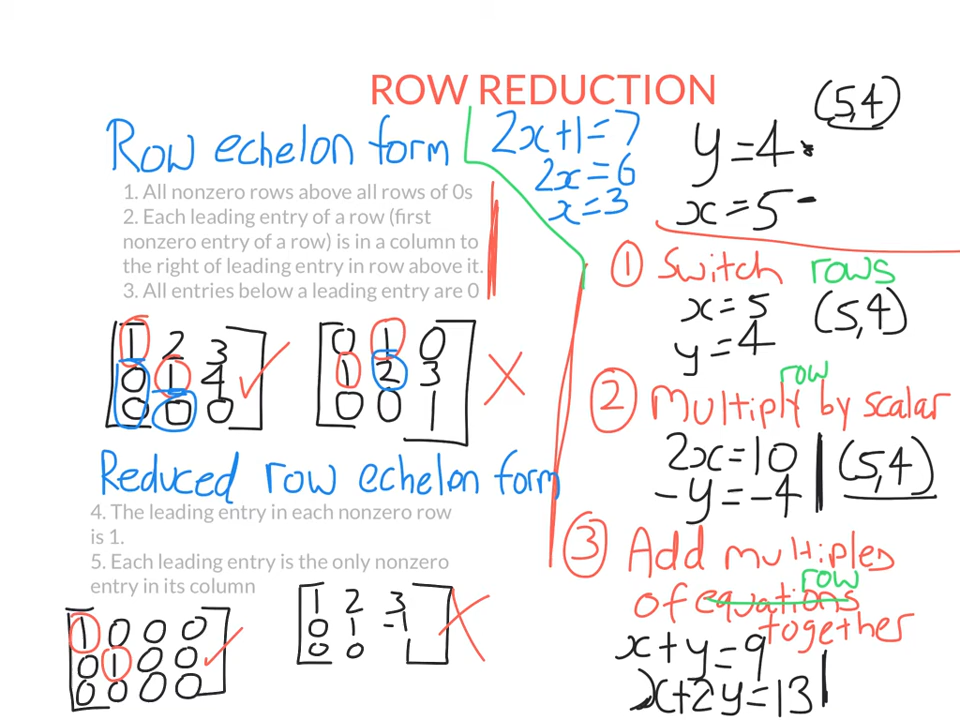 ROW REDUCTION
Row echelon form
1. All nonzero rows above all rows of 0s
2. Each leading entry of a row (first
nonzero entry of a row) is in a column to
the right of leading entry in row above it.
3. All entries below a leading entry are 0
1 2 3
0 1 4
0 0 0
0 1 0
1 2 3
0 0 1
Reduced row echelon form
4. The leading entry in each nonzero row
is 1.
5. Each leading entry is the only nonzero
entry in its column
1 0 0 0
0 1 0 0
0 0 0 0
1 2 3
0 1 -1
0 0
2x+1=7
2x=6
x=3
(5,4)
y=4
x=5
1 Switch rows
x=5
y=4
(5,4)
row
2 Multiply by scalar
2x=10
-y=-4
(5,4)
3 Add multiples
row
of equations
together
x+y=9
x+2y=13